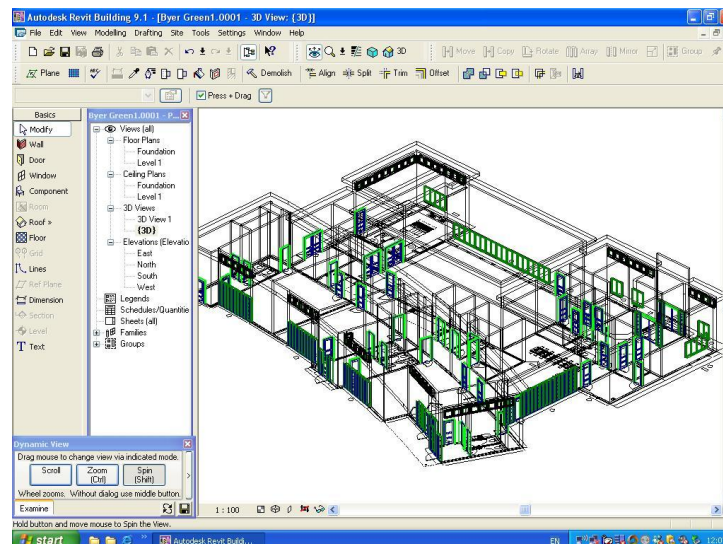 Autodesk Revit Building 9.1 - [Byer Green1.0001 - 3D View: {3D}]
File Edit View Modelling Drafting Site Tools Settings Window Help
3D Move Copy Rotate Array Mirror Group
Plane Demolish Align Split Trim Offset
Press + Drag
Basics
Modify
Wall
Door
Window
Component
Room
Roof »
Floor
Grid
Lines
Ref Plane
Dimension
Section
Level
Text
Byer Green1.0001 - P...
Views (all)
Floor Plans
Foundation
Level 1
Ceiling Plans
Foundation
Level 1
3D Views
3D View 1
{3D}
Elevations (Elevatio
East
North
South
West
Legends
Schedules/Quantitie
Sheets (all)
Families
Groups
Dynamic View
Drag mouse to change view via indicated mode.
Scroll Zoom (Ctrl) Spin (Shift)
Wheel zooms. Without dialog use middle button.
Examine
1 : 100
Hold button and move mouse to Spin the View.
start Autodesk Revit Buildi... EN 12:0